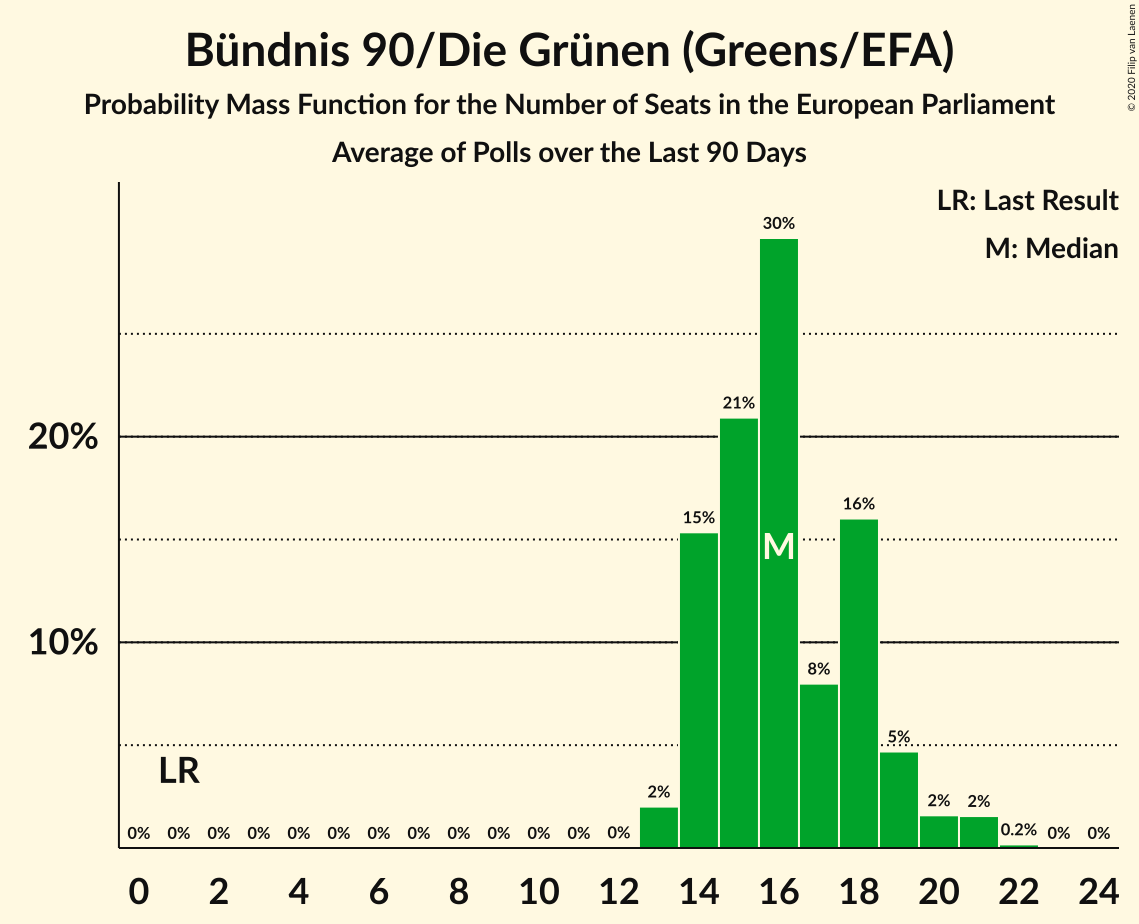 © 2020 Filip van Laenen
Bündnis 90/Die Grünen (Greens/EFA)
Probability Mass Function for the Number of Seats in the European Parliament
Average of Polls over the Last 90 Days
LR: Last Result
M: Median
30%
21%
20%
16%
15%
M
10%
8%
5%
LR
2%
2%
2%
0% 0% 0% 0% 0% 0% 0% 0% 0% 0% 0% 0% 0% 0.2% 0% 0%
0 2 4 6 8 10 12 14 16 18 20 22 24